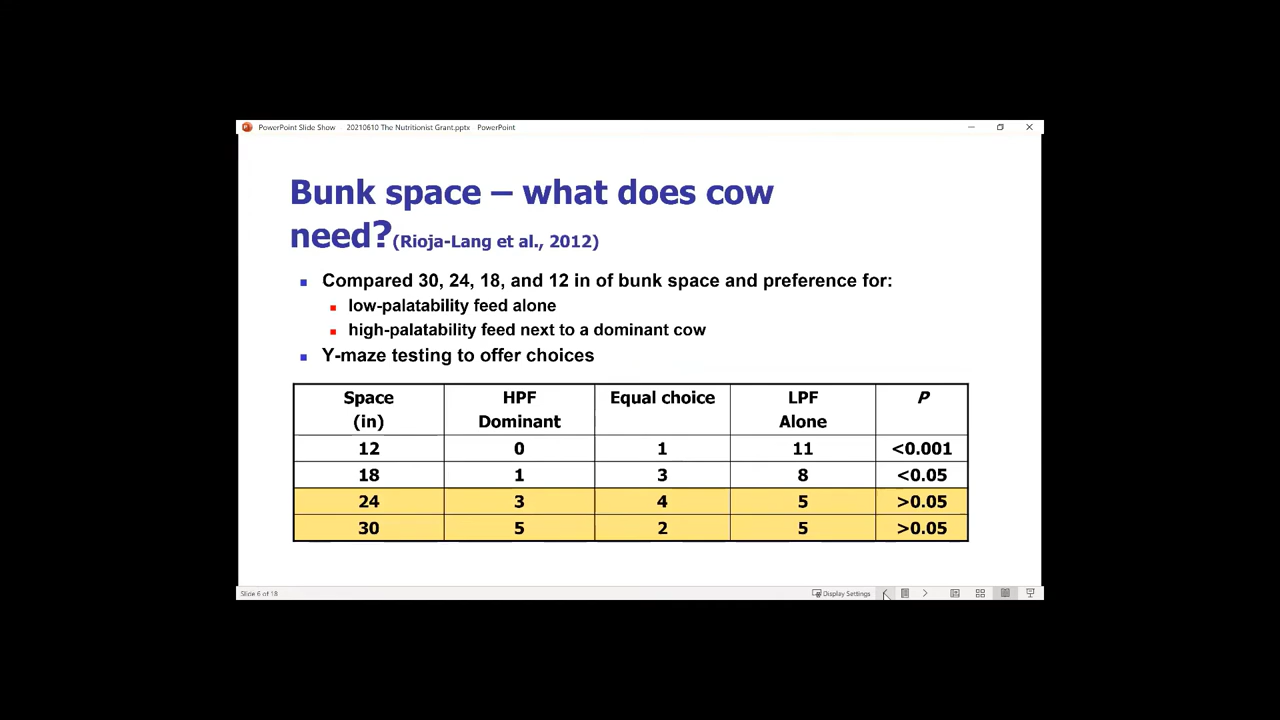 PowerPoint Slide Show   20210610 The Nutritionist Grant.pptx   PowerPoint
Bunk space – what does cow
need?(Rioja-Lang et al., 2012)
Compared 30, 24, 18, and 12 in of bunk space and preference for:
low-palatability feed alone
high-palatability feed next to a dominant cow
Y-maze testing to offer choices
Space HPF Equal choice LPF P
(in) Dominant Alone
12 0 1 11 <0.001
18 1 3 8 <0.05
24 3 4 5 >0.05
30 5 2 5 >0.05
Slide 6 of 18 Display Settings